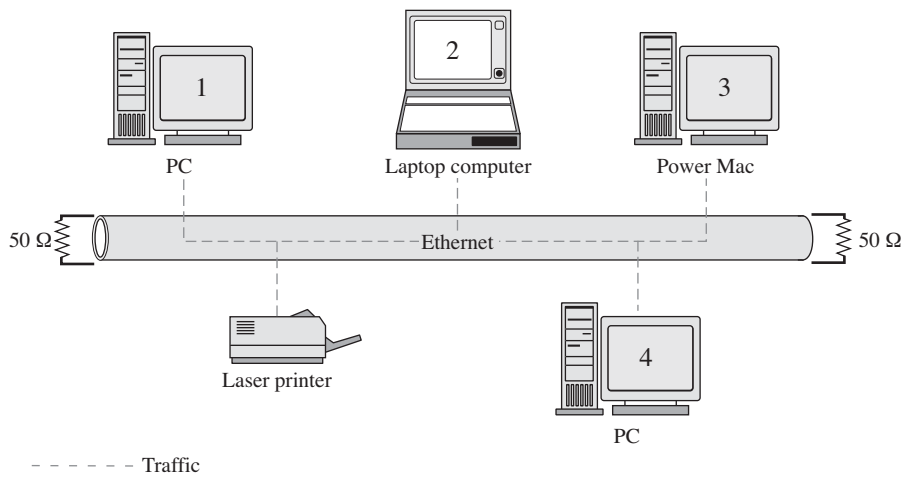 1
2
3
PC
Laptop computer
Power Mac
50 Ω
Ethernet
50 Ω
Laser printer
4
PC
Traffic